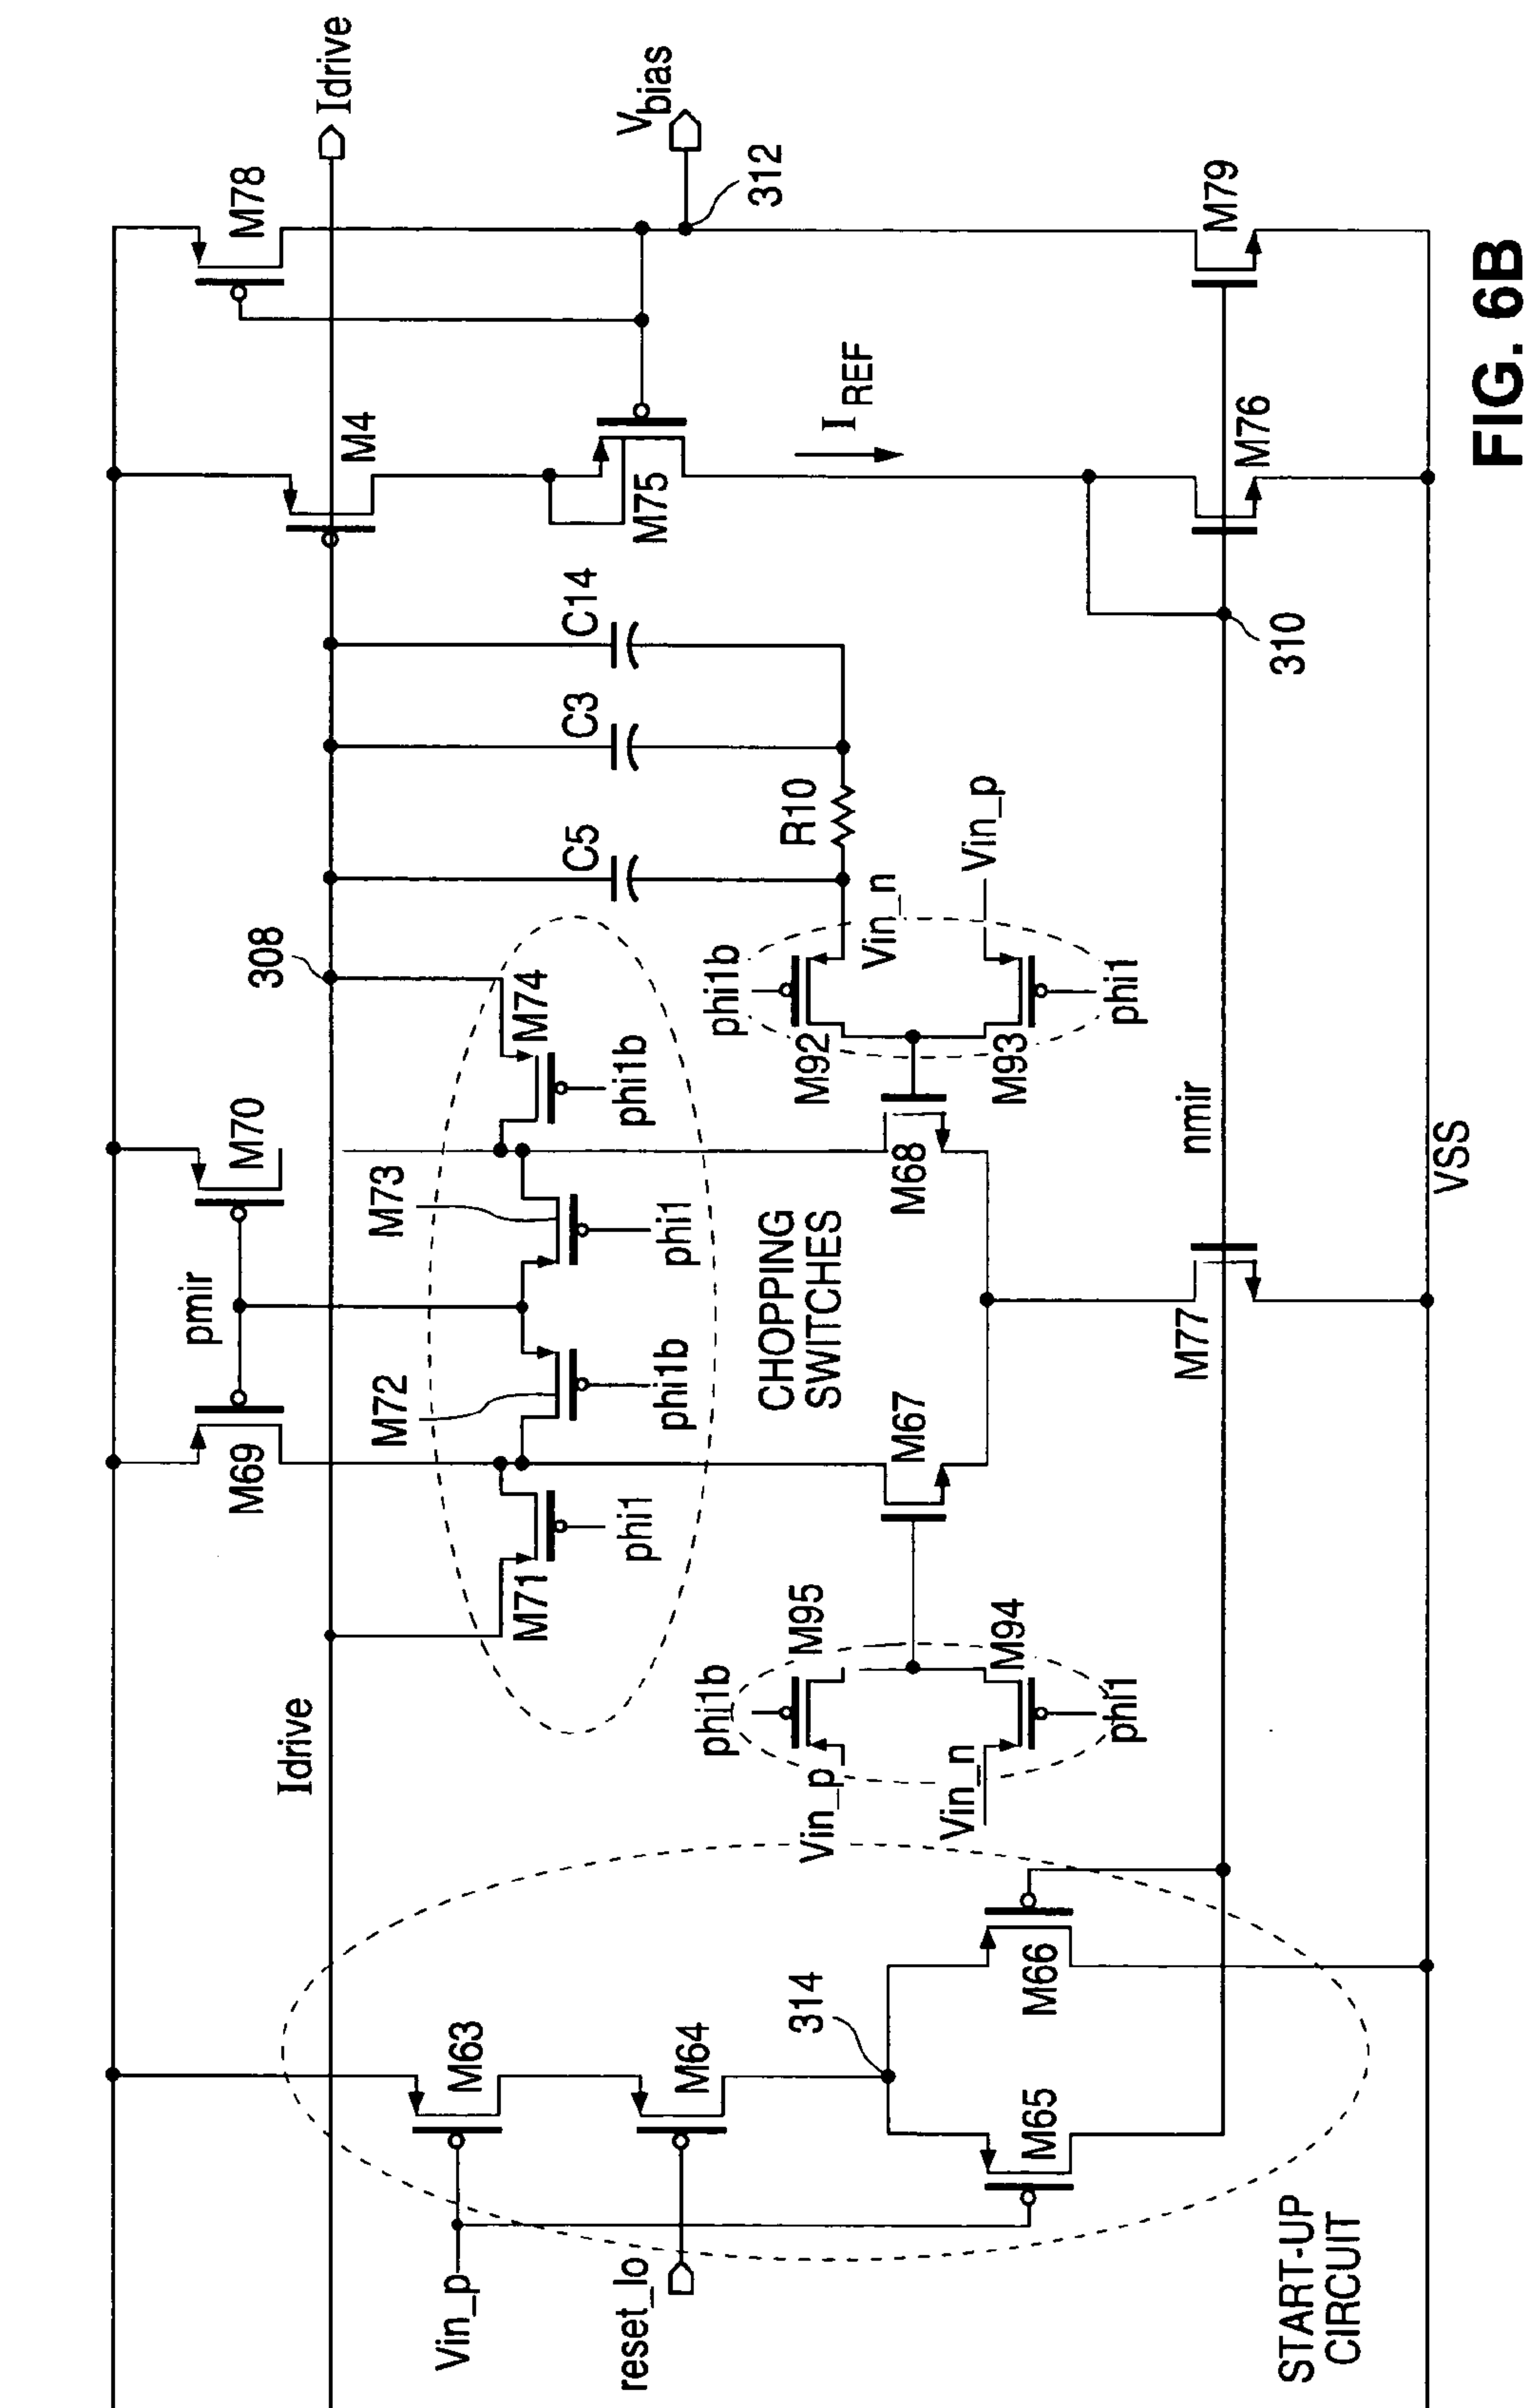 Idrive
M78
Vbias
312
M4
M75
IREF
M79
M76
310
C14
C3
C5
R10
308
M74
phi1b
Vin_n
Vin_p
phi1b
phi1
M92
M93
M70
M73
phi1
M68
nmir
VSS
pmir
CHOPPING
SWITCHES
M72
phi1b
M77
M69
M67
M71
phi1
M95
M94
phi1b
phi1
Idrive
Vin_p
Vin_n
314
M66
M63
M64
M65
Vin_p
reset_lo
START-UP
CIRCUIT
FIG. 6B